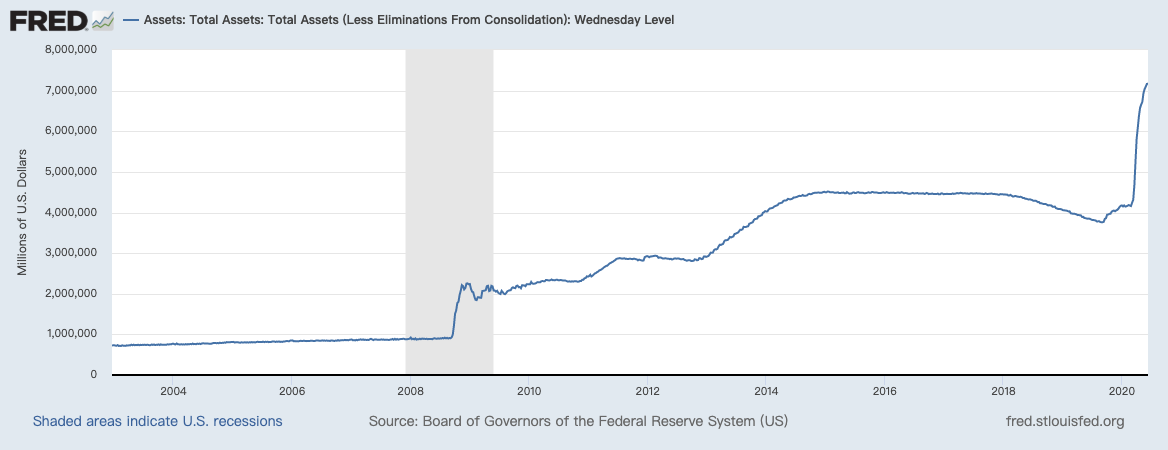 FRED
Assets: Total Assets: Total Assets (Less Eliminations From Consolidation): Wednesday Level
8,000,000
7,000,000
6,000,000
5,000,000
4,000,000
3,000,000
2,000,000
1,000,000
0
Millions of U.S. Dollars
2004 2006 2008 2010 2012 2014 2016 2018 2020
Shaded areas indicate U.S. recessions
Source: Board of Governors of the Federal Reserve System (US)
fred.stlouisfed.org